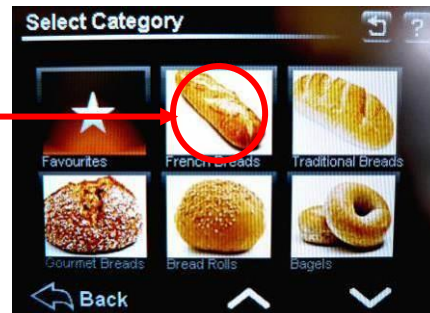 Select Category
?
Favourites
French Breads
Traditional Breads
Gourmet Breads
Bread Rolls
Bagels
Back